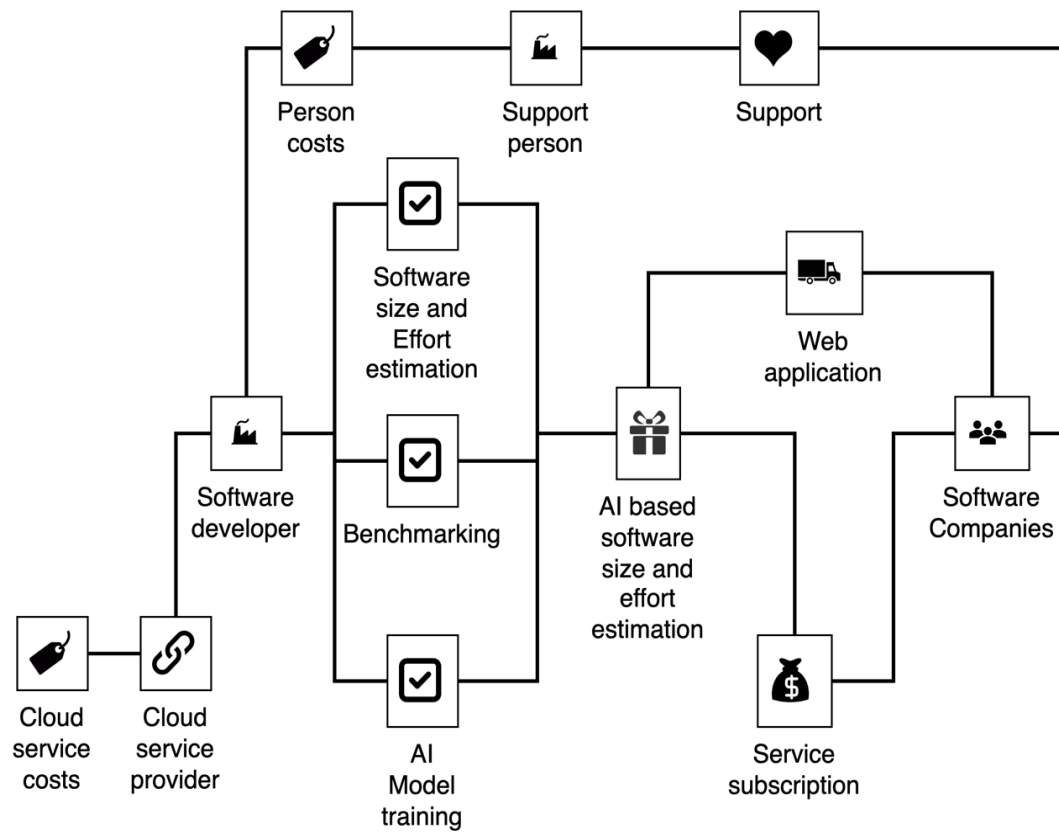 Person
costs
Support
person
Support
Software
size and
Effort
estimation
Web
application
Software
developer
Benchmarking
AI based
software
size and
effort
estimation
Software
Companies
Cloud
service
costs
Cloud
service
provider
AI
Model
training
$
Service
subscription